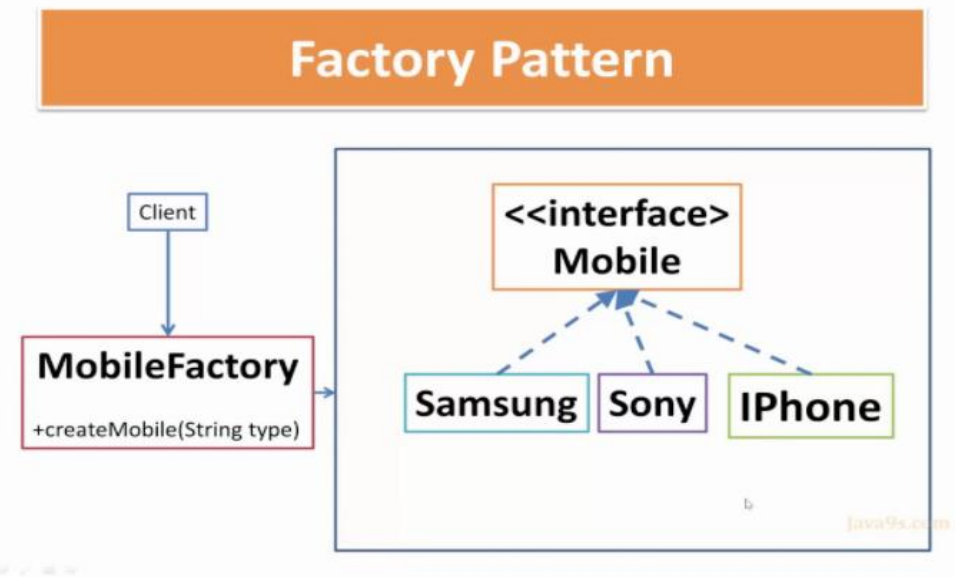 Factory Pattern
Client
MobileFactory
+createMobile(String type)
<<interface>
Mobile
Samsung
Sony
IPhone
Java9s.com